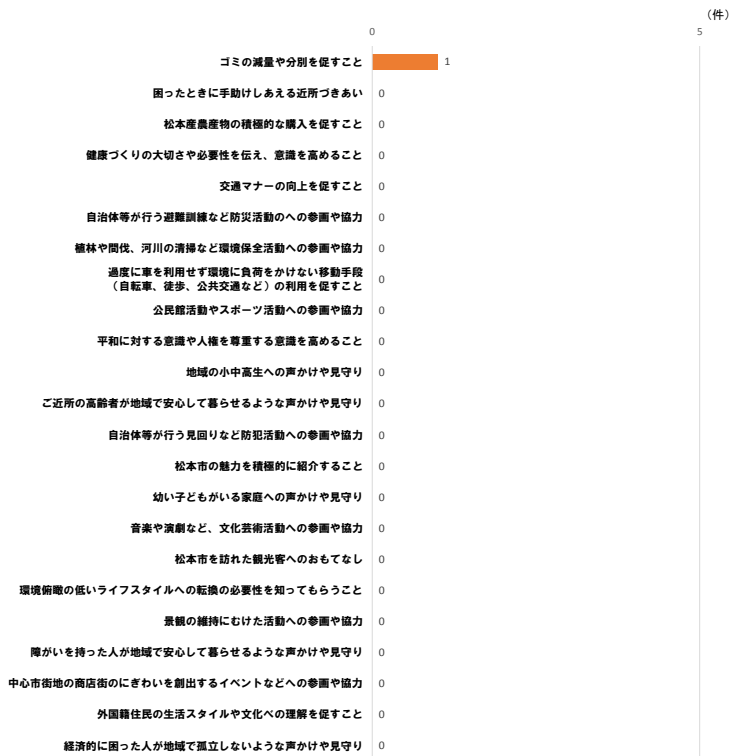 （件）
0 5
ゴミの減量や分別を促すこと 1
困ったときに手助けしあえる近所づきあい 0
松本産農産物の積極的な購入を促すこと 0
健康づくりの大切さや必要性を伝え、意識を高めること 0
交通マナーの向上を促すこと 0
自治体等が行う避難訓練など防災活動のへの参画や協力 0
植林や間伐、河川の清掃など環境保全活動への参画や協力 0
過度に車を利用せず環境に負荷をかけない移動手段
（自転車、徒歩、公共交通など）の利用を促すこと 0
公民館活動やスポーツ活動への参画や協力 0
平和に対する意識や人権を尊重する意識を高めること 0
地域の小中高生への声かけや見守り 0
ご近所の高齢者が地域で安心して暮らせるような声かけや見守り 0
自治体等が行う見回りなど防犯活動への参画や協力 0
松本市の魅力を積極的に紹介すること 0
幼い子どもがいる家庭への声かけや見守り 0
音楽や演劇など、文化芸術活動への参画や協力 0
松本市を訪れた観光客へのおもてなし 0
環境俯瞰の低いライフスタイルへの転換の必要性を知ってもらうこと 0
景観の維持にむけた活動への参画や協力 0
障がいを持った人が地域で安心して暮らせるような声かけや見守り 0
中心市街地の商店街のにぎわいを創出するイベントなどへの参画や協力 0
外国籍住民の生活スタイルや文化への理解を促すこと 0
経済的に困った人が地域で孤立しないような声かけや見守り 0